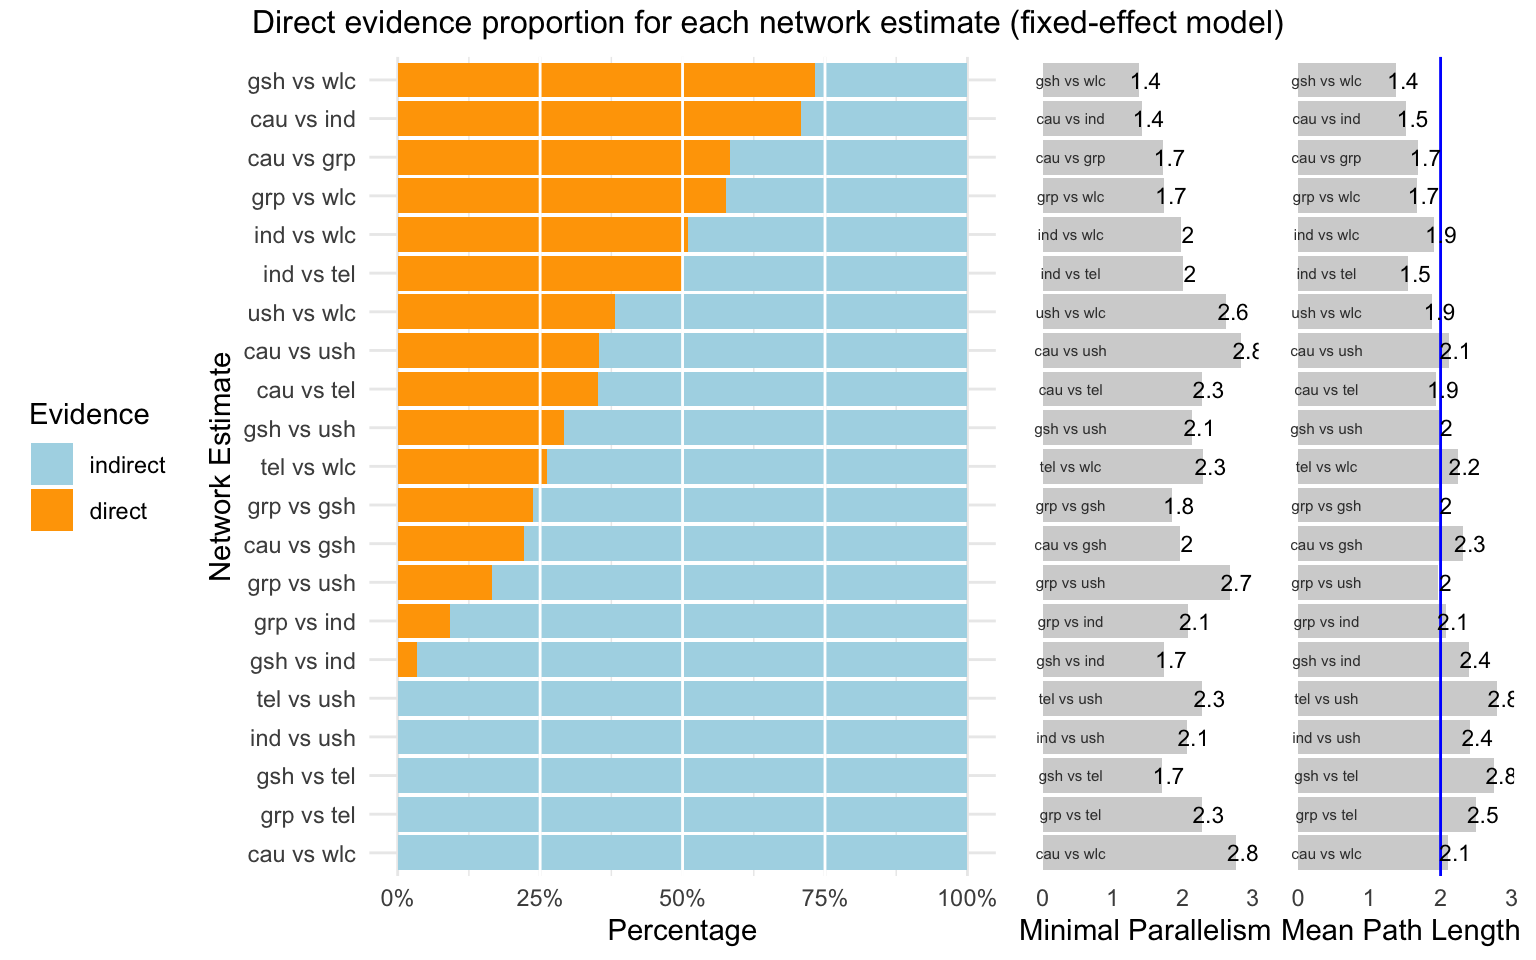 Direct evidence proportion for each network estimate (fixed-effect model)
Evidence
indirect
direct
Network Estimate
gsh vs wlc
cau vs ind
cau vs grp
grp vs wlc
ind vs wlc
ind vs tel
ush vs wlc
cau vs ush
cau vs tel
gsh vs ush
tel vs wlc
grp vs gsh
cau vs gsh
grp vs ush
grp vs ind
gsh vs ind
tel vs ush
ind vs ush
gsh vs tel
grp vs tel
cau vs wlc
0% 25% 50% 75% 100%
Percentage
gsh vs wlc 1.4
cau vs ind 1.4
cau vs grp 1.7
grp vs wlc 1.7
ind vs wlc 2
ind vs tel 2
ush vs wlc 2.6
cau vs ush 2.8
cau vs tel 2.3
gsh vs ush 2.1
tel vs wlc 2.3
grp vs gsh 1.8
cau vs gsh 2
grp vs ush 2.7
grp vs ind 2.1
gsh vs ind 1.7
tel vs ush 2.3
ind vs ush 2.1
gsh vs tel 1.7
grp vs tel 2.3
cau vs wlc 2.8
0 1 2 3
Minimal Parallelism
gsh vs wlc 1.4
cau vs ind 1.5
cau vs grp 1.7
grp vs wlc 1.7
ind vs wlc 1.9
ind vs tel 1.5
ush vs wlc 1.9
cau vs ush 2.1
cau vs tel 1.9
gsh vs ush 2
tel vs wlc 2.2
grp vs gsh 2
cau vs gsh 2.3
grp vs ush 2
grp vs ind 2.1
gsh vs ind 2.4
tel vs ush 2.8
ind vs ush 2.4
gsh vs tel 2.8
grp vs tel 2.5
cau vs wlc 2.1
0 1 2 3
Mean Path Length